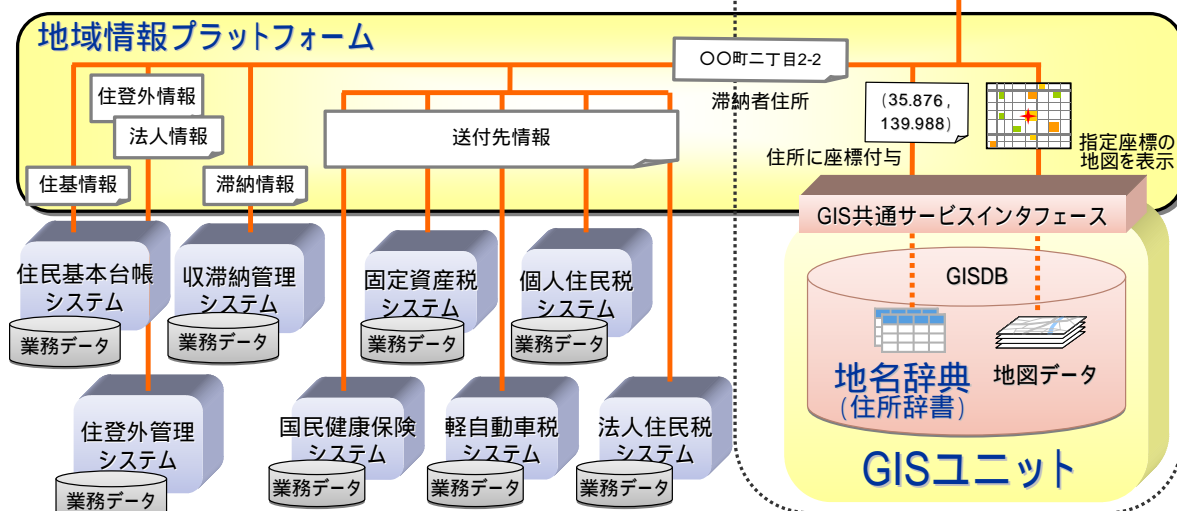 地域情報プラットフォーム
〇〇町二丁目2-2
滞納者住所
住登外情報
法人情報
送付先情報
(35.876,
139.988)
住所に座標付与
指定座標の
地図を表示
住基情報
滞納情報
GIS共通サービスインタフェース
住民基本台帳
システム
業務データ
収滞納管理
システム
業務データ
固定資産税
システム
業務データ
個人住民税
システム
業務データ
GISDB
地名辞典
(住所辞書)
地図データ
住登外管理
システム
業務データ
国民健康保険
システム
業務データ
軽自動車税
システム
業務データ
法人住民税
システム
業務データ
GISユニット